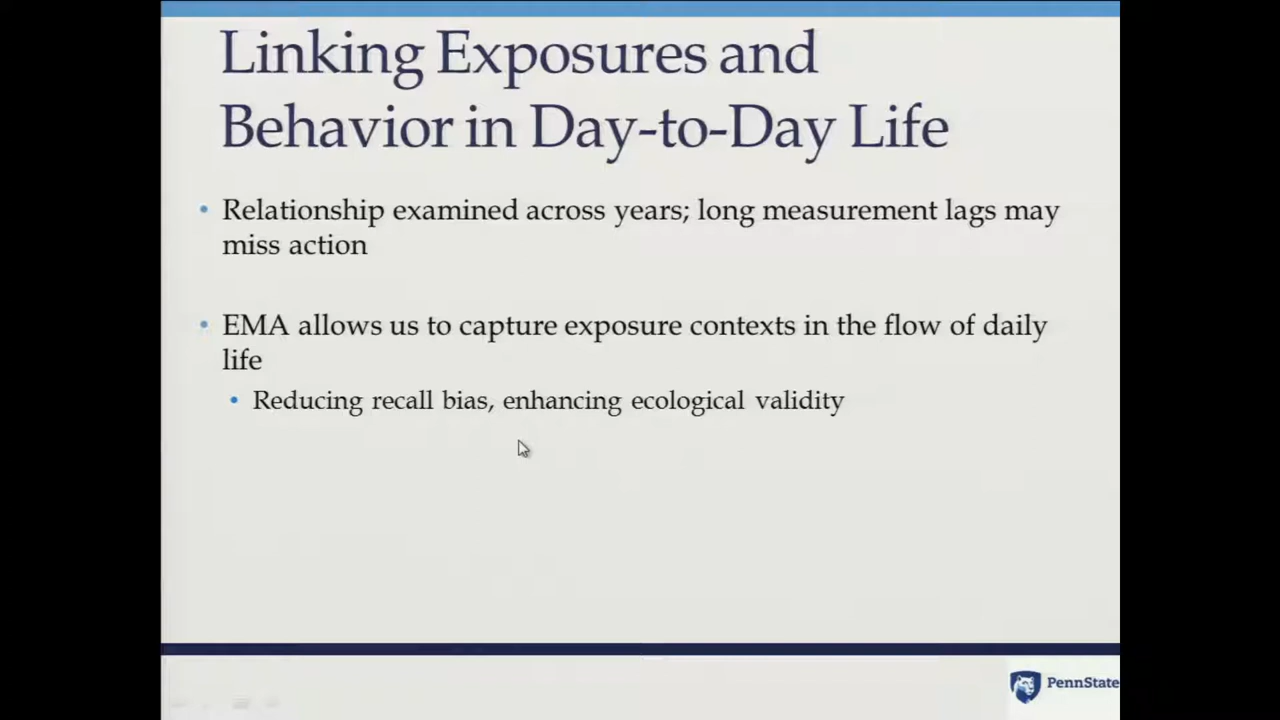 Linking Exposures and
Behavior in Day-to-Day Life
• Relationship examined across years; long measurement lags may
miss action
• EMA allows us to capture exposure contexts in the flow of daily
life
• Reducing recall bias, enhancing ecological validity
PennState